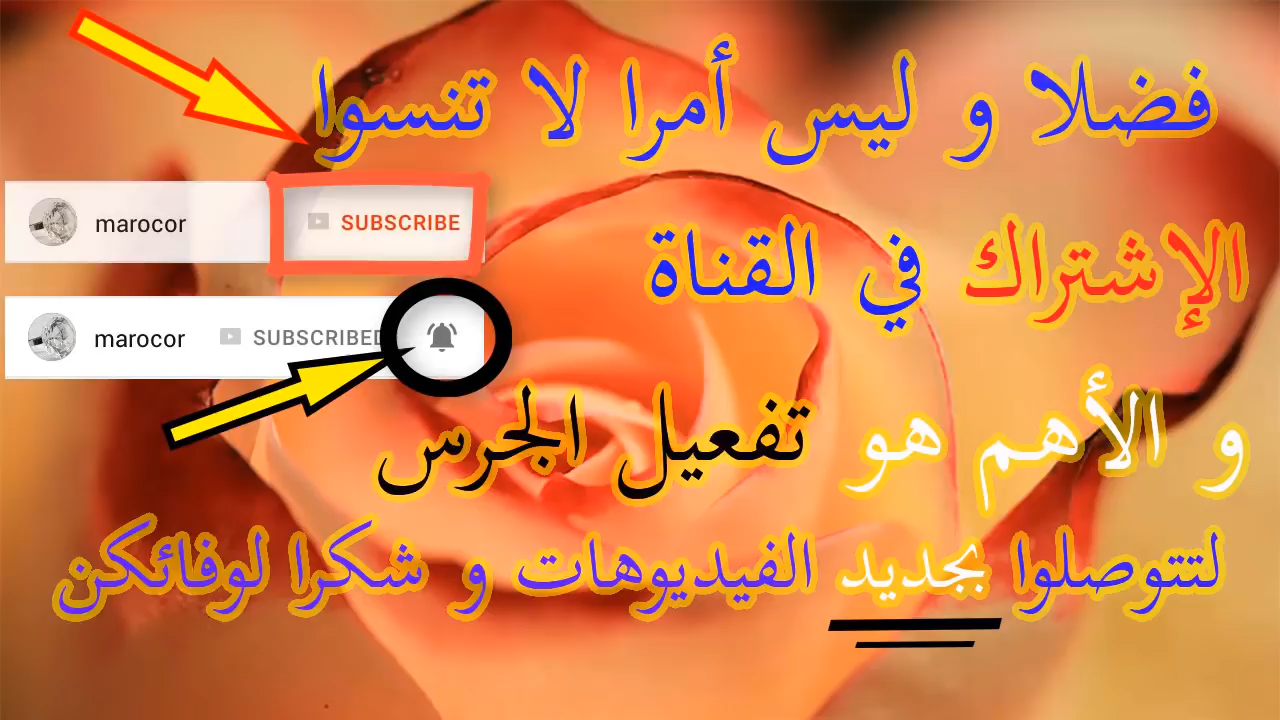 فضلا و ليس أمرا لا تنسوا
marocor SUBSCRIBE
الإشتراك في القناة
marocor SUBSCRIBED
و الأهم هو تفعيل الجرس
لتتوصلوا بجديد الفيديوهات و شكرا لوفائكن